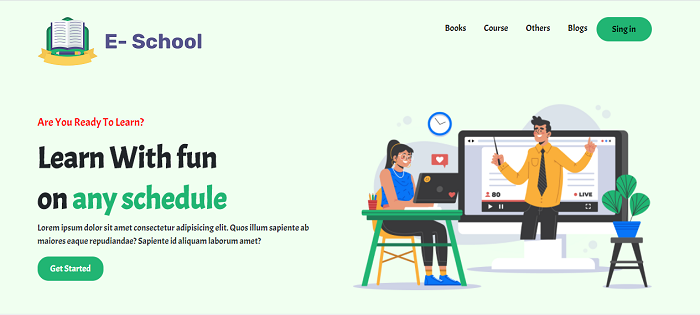 E- School
Books Course Others Blogs Sing in
Are You Ready To Learn?
Learn With fun
on any schedule
Lorem ipsum dolor sit amet consectetur adipisicing elit. Quos illum sapiente ab
maiores eaque repudiandae? Sapiente id aliquam laborum amet?
Get Started
80
LIVE